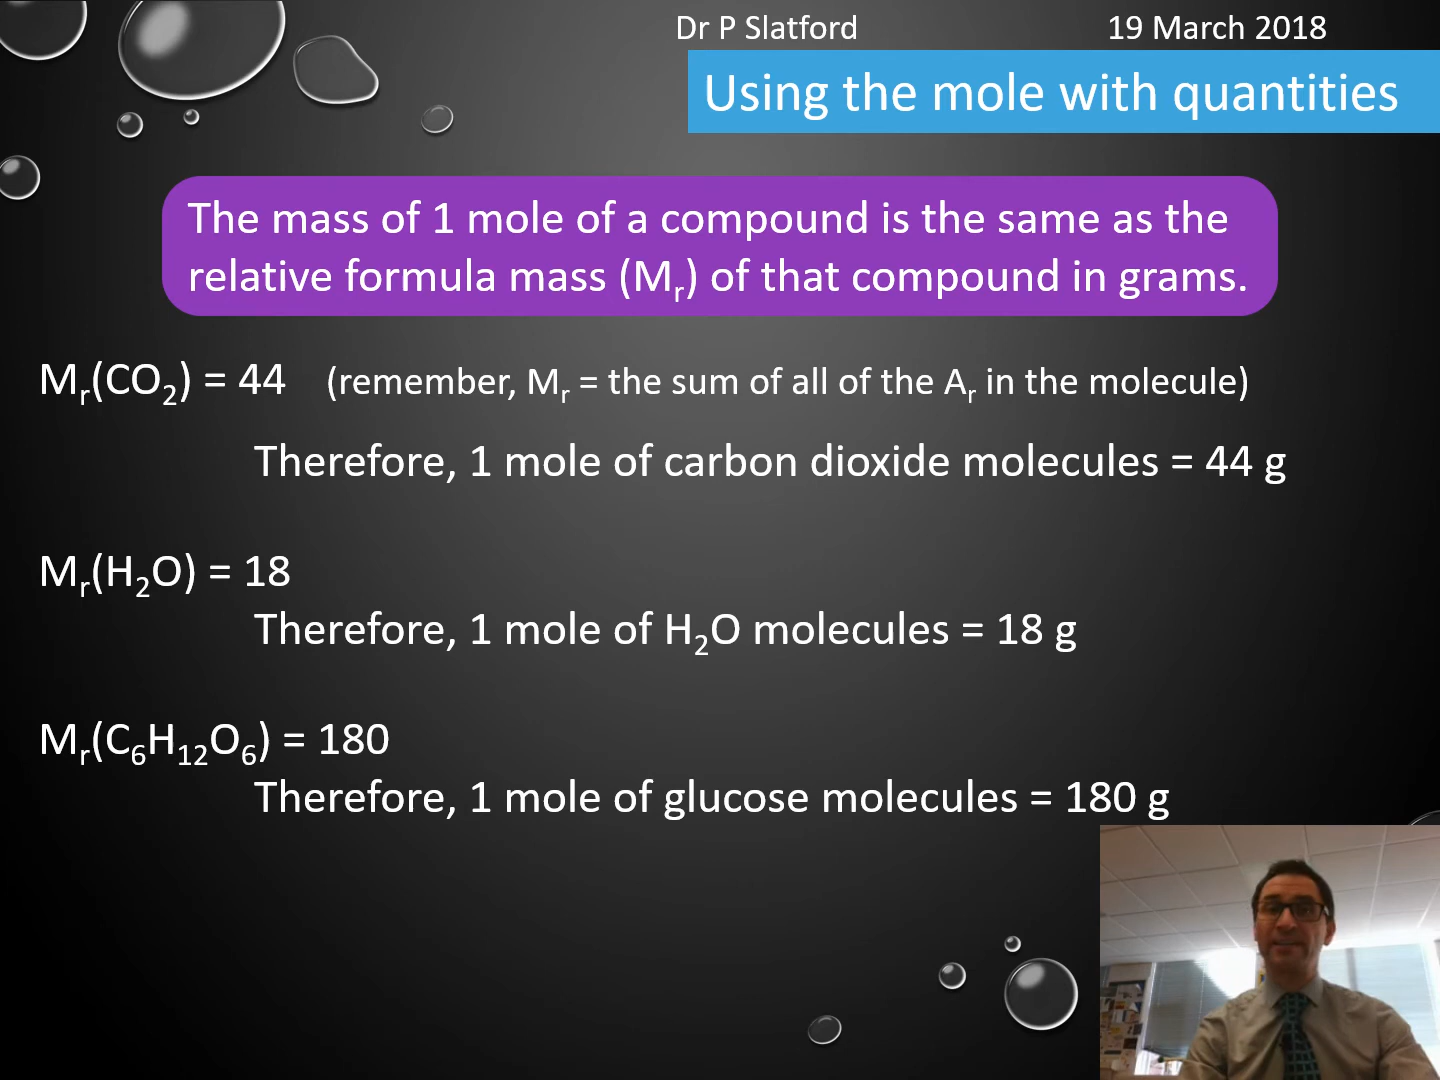 Dr P Slatford 19 March 2018
Using the mole with quantities
The mass of 1 mole of a compound is the same as the
relative formula mass (Mr) of that compound in grams.
Mr(CO2) = 44 (remember, Mr = the sum of all of the Ar in the molecule)
Therefore, 1 mole of carbon dioxide molecules = 44 g
Mr(H2O) = 18
Therefore, 1 mole of H2O molecules = 18 g
Mr(C6H12O6) = 180
Therefore, 1 mole of glucose molecules = 180 g